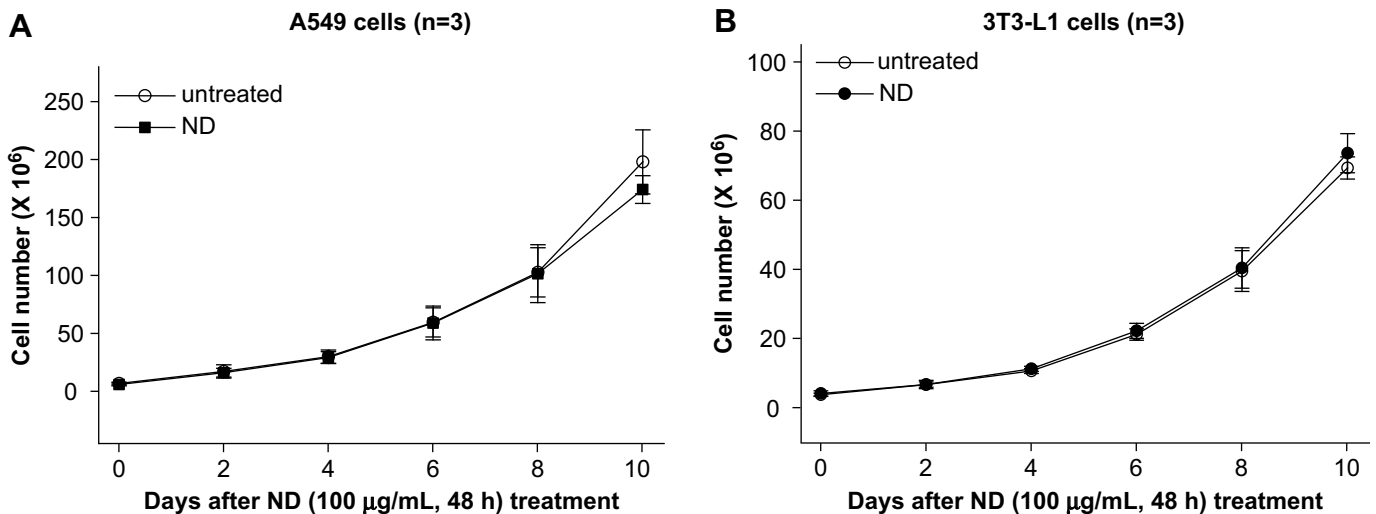 A
A549 cells (n=3)
untreated
ND
250
200
150
100
50
0
Cell number (X 10⁶)
0 2 4 6 8 10
Days after ND (100 μg/mL, 48 h) treatment
B
3T3-L1 cells (n=3)
untreated
ND
100
80
60
40
20
0
Cell number (X 10⁶)
0 2 4 6 8 10
Days after ND (100 μg/mL, 48 h) treatment